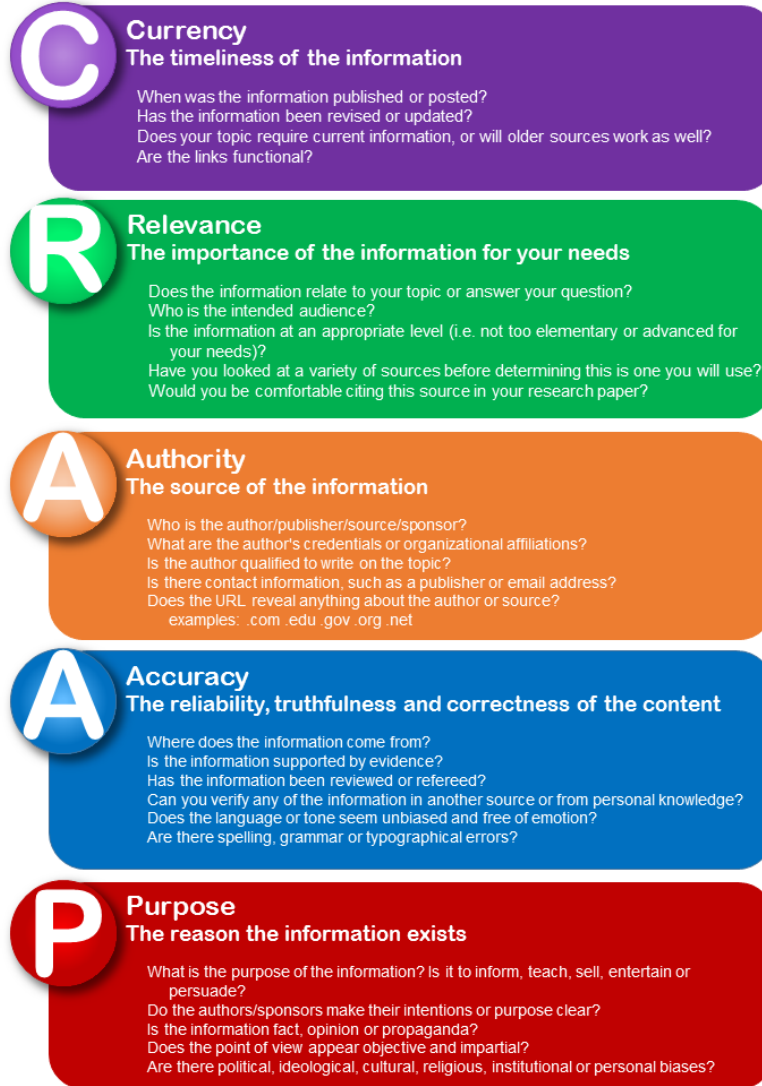 C
Currency
The timeliness of the information
When was the information published or posted?
Has the information been revised or updated?
Does your topic require current information, or will older sources work as well?
Are the links functional?
R
Relevance
The importance of the information for your needs
Does the information relate to your topic or answer your question?
Who is the intended audience?
Is the information at an appropriate level (i.e. not too elementary or advanced for
your needs)?
Have you looked at a variety of sources before determining this is one you will use?
Would you be comfortable citing this source in your research paper?
A
Authority
The source of the information
Who is the author/publisher/source/sponsor?
What are the author's credentials or organizational affiliations?
Is the author qualified to write on the topic?
Is there contact information, such as a publisher or email address?
Does the URL reveal anything about the author or source?
examples: .com .edu .gov .org .net
A
Accuracy
The reliability, truthfulness and correctness of the content
Where does the information come from?
Is the information supported by evidence?
Has the information been reviewed or refereed?
Can you verify any of the information in another source or from personal knowledge?
Does the language or tone seem unbiased and free of emotion?
Are there spelling, grammar or typographical errors?
P
Purpose
The reason the information exists
What is the purpose of the information? Is it to inform, teach, sell, entertain or
persuade?
Do the authors/sponsors make their intentions or purpose clear?
Is the information fact, opinion or propaganda?
Does the point of view appear objective and impartial?
Are there political, ideological, cultural, religious, institutional or personal biases?